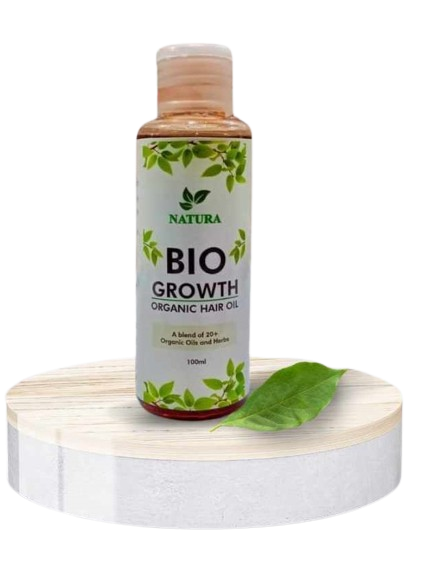 NATURA
BIO
GROWTH
ORGANIC HAIR OIL
A blend of 20+
Organic Oils and Herbs
100ml